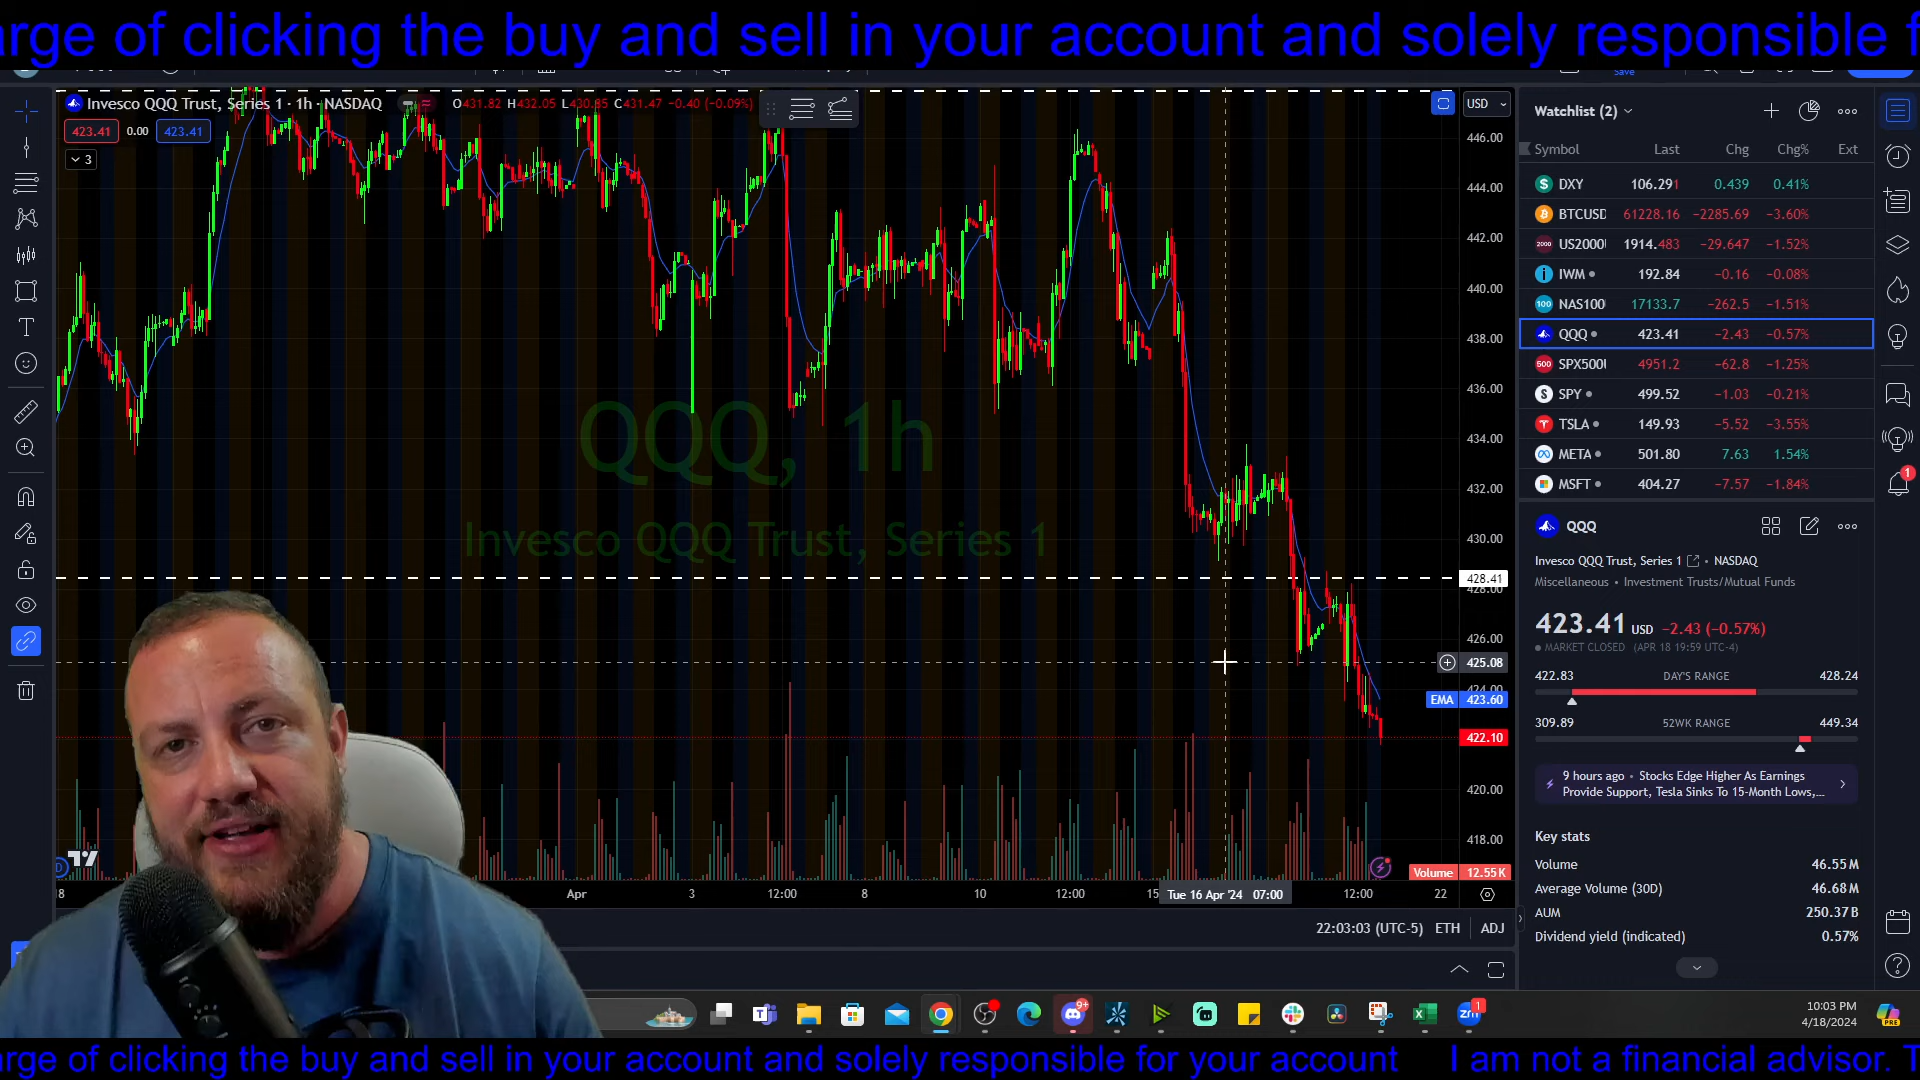 arge of clicking the buy and sell in your account and solely responsible f
Save
Invesco QQQ Trust, Series 1 · 1h · NASDAQ O431.82 H432.05 L430.85 C431.47 −0.40 (−0.09%)
USD
423.41 0.00 423.41
3
446.00
444.00
442.00
440.00
438.00
436.00
434.00
432.00
430.00
428.41
428.00
426.00
425.08
424.00
EMA 423.60
422.10
420.00
418.00
Volume 12.55K
QQQ, 1h
Invesco QQQ Trust, Series 1
18 Apr 12:00 3 8 10 12:00 15 Tue 16 Apr '24 07:00 12:00 22
22:03:03 (UTC-5) ETH ADJ
Watchlist (2)
Symbol Last Chg Chg% Ext
DXY 106.291 0.439 0.41%
BTCUSD 61228.16 −2285.69 −3.60%
US2000U 1914.483 −29.647 −1.52%
IWM 192.84 −0.16 −0.08%
NAS100 17133.7 −262.5 −1.51%
QQQ 423.41 −2.43 −0.57%
SPX500U 4951.2 −62.8 −1.25%
SPY 499.52 −1.03 −0.21%
TSLA 149.93 −5.52 −3.55%
META 501.80 7.63 1.54%
MSFT 404.27 −7.57 −1.84%
1
QQQ
Invesco QQQ Trust, Series 1 • NASDAQ
Miscellaneous • Investment Trusts/Mutual Funds
423.41 USD −2.43 (−0.57%)
MARKET CLOSED (APR 18 19:59 UTC-4)
422.83 DAY'S RANGE 428.24
309.89 52WK RANGE 449.34
9 hours ago • Stocks Edge Higher As Earnings
Provide Support, Tesla Sinks To 15-Month Lows,...
Key stats
Volume 46.55M
Average Volume (30D) 46.68M
AUM 250.37B
Dividend yield (indicated) 0.57%
9+
1
10:03 PM
4/18/2024
PRE
arge of clicking the buy and sell in your account and solely responsible for your account I am not a financial advisor. T